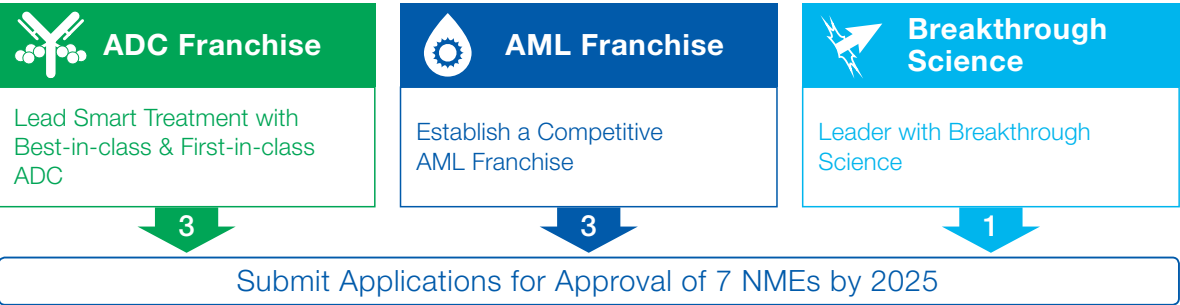 ADC Franchise
Lead Smart Treatment with
Best-in-class & First-in-class
ADC
3
AML Franchise
Establish a Competitive
AML Franchise
3
Breakthrough
Science
Leader with Breakthrough
Science
1
Submit Applications for Approval of 7 NMEs by 2025